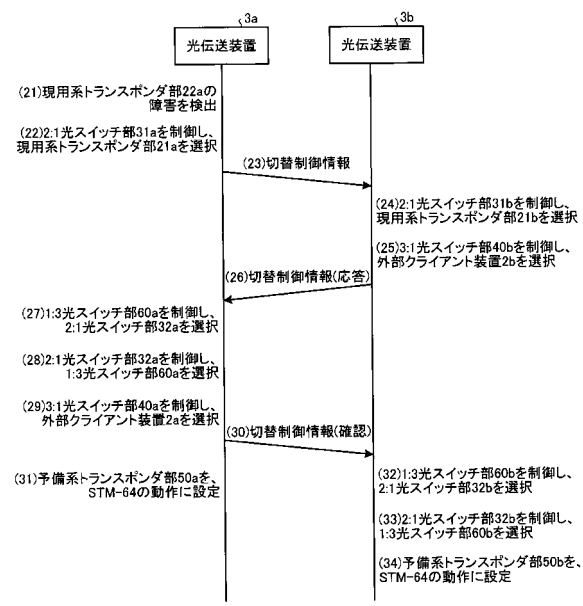 3a
3b
光伝送装置
光伝送装置
(21)現用系トランスポンダ部22aの
障害を検出
(22)2:1光スイッチ部31aを制御し、
現用系トランスポンダ部21aを選択
(23)切替制御情報
(24)2:1光スイッチ部31bを制御し、
現用系トランスポンダ部21bを選択
(25)3:1光スイッチ部40bを制御し、
外部クライアント装置2bを選択
(26)切替制御情報(応答)
(27)1:3光スイッチ部60aを制御し、
2:1光スイッチ部32aを選択
(28)2:1光スイッチ部32aを制御し、
1:3光スイッチ部60aを選択
(29)3:1光スイッチ部40aを制御し、
外部クライアント装置2aを選択
(30)切替制御情報(確認)
(31)予備系トランスポンダ部50aを、
STM-64の動作に設定
(32)1:3光スイッチ部60bを制御し、
2:1光スイッチ部32bを選択
(33)2:1光スイッチ部32bを制御し、
1:3光スイッチ部60bを選択
(34)予備系トランスポンダ部50bを、
STM-64の動作に設定